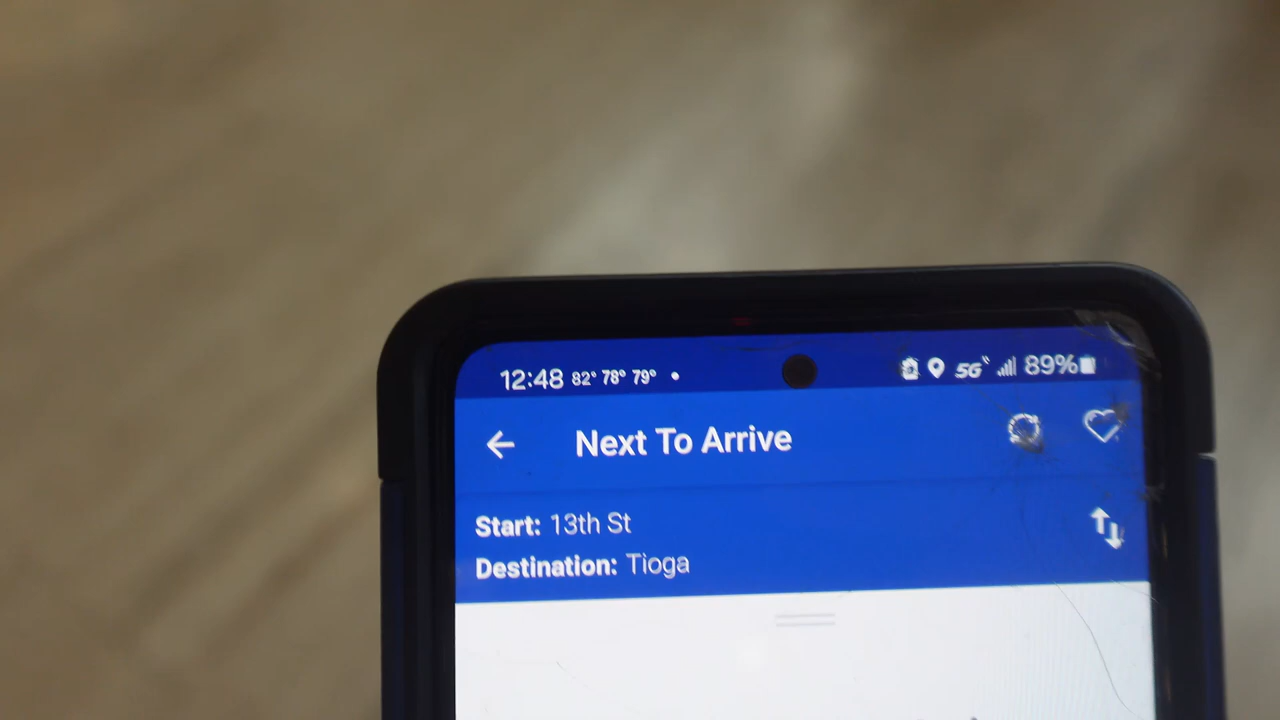 12:48 82° 78° 79° • 5G 89%
Next To Arrive
Start: 13th St
Destination: Tioga